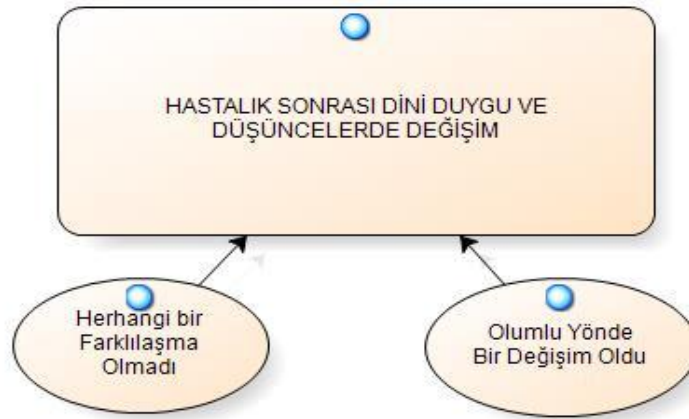 HASTALIK SONRASI DİNİ DUYGU VE
DÜŞÜNCELERDE DEĞİŞİM
Herhangi bir
Farklılaşma
Olmadı
Olumlu Yönde
Bir Değişim Oldu